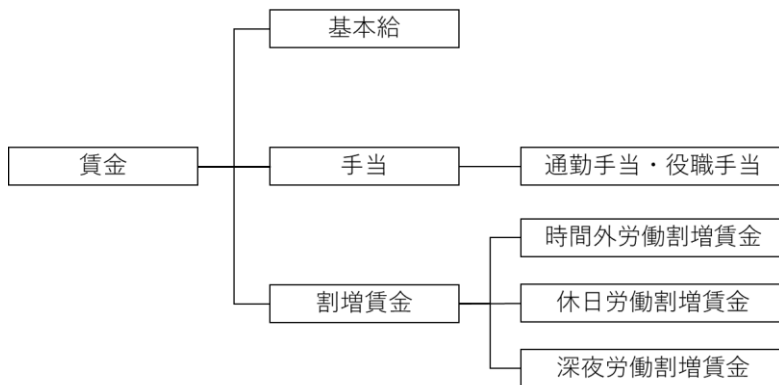 基本給
賃金
手当
通勤手当・役職手当
時間外労働割増賃金
割増賃金
休日労働割増賃金
深夜労働割増賃金